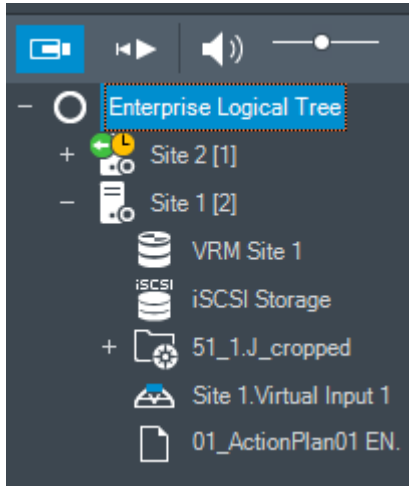 Enterprise Logical Tree
Site 2 [1]
Site 1 [2]
VRM Site 1
iSCSI
iSCSI Storage
51_1.J_cropped
Site 1.Virtual Input 1
01_ActionPlan01 EN.